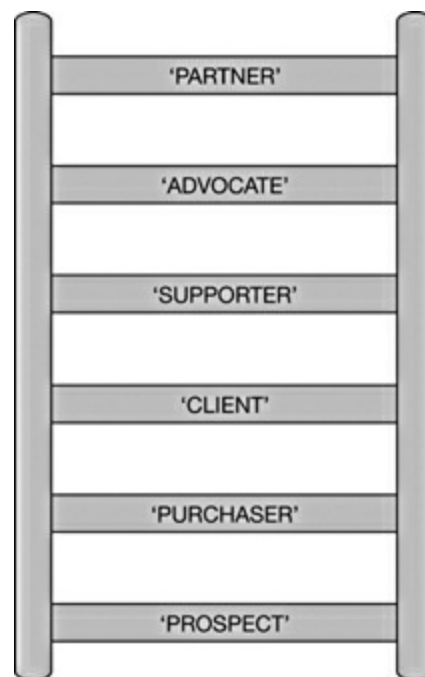 ‘PARTNER’
‘ADVOCATE’
‘SUPPORTER’
‘CLIENT’
‘PURCHASER’
‘PROSPECT’